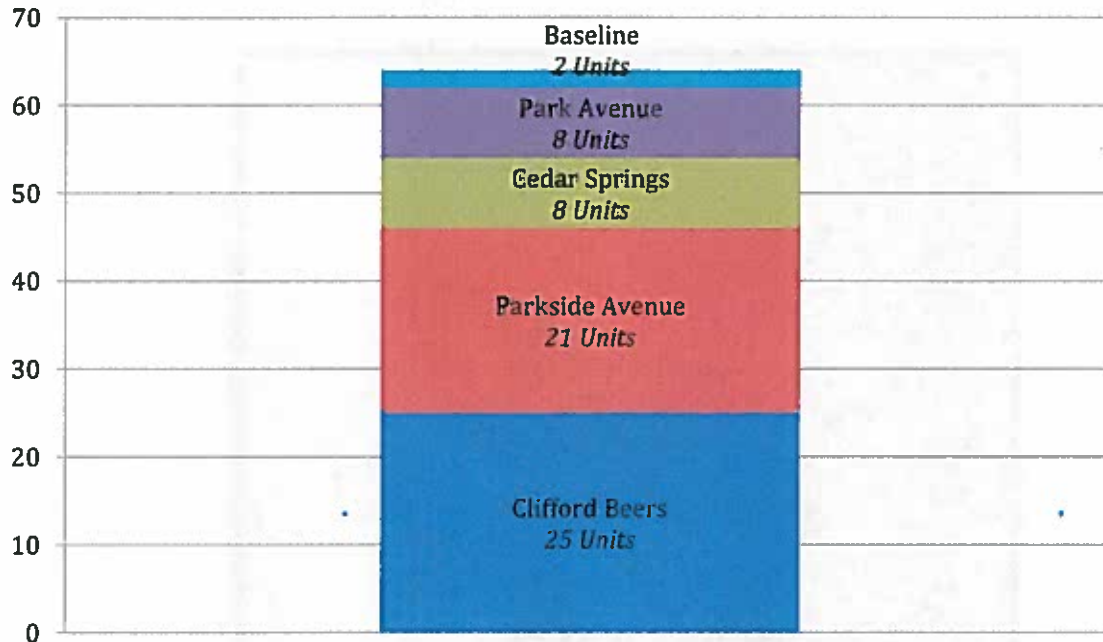 70
60
50
40
30
20
10
0
Baseline
2 Units
Park Avenue
8 Units
Cedar Springs
8 Units
Parkside Avenue
21 Units
Clifford Beers
25 Units